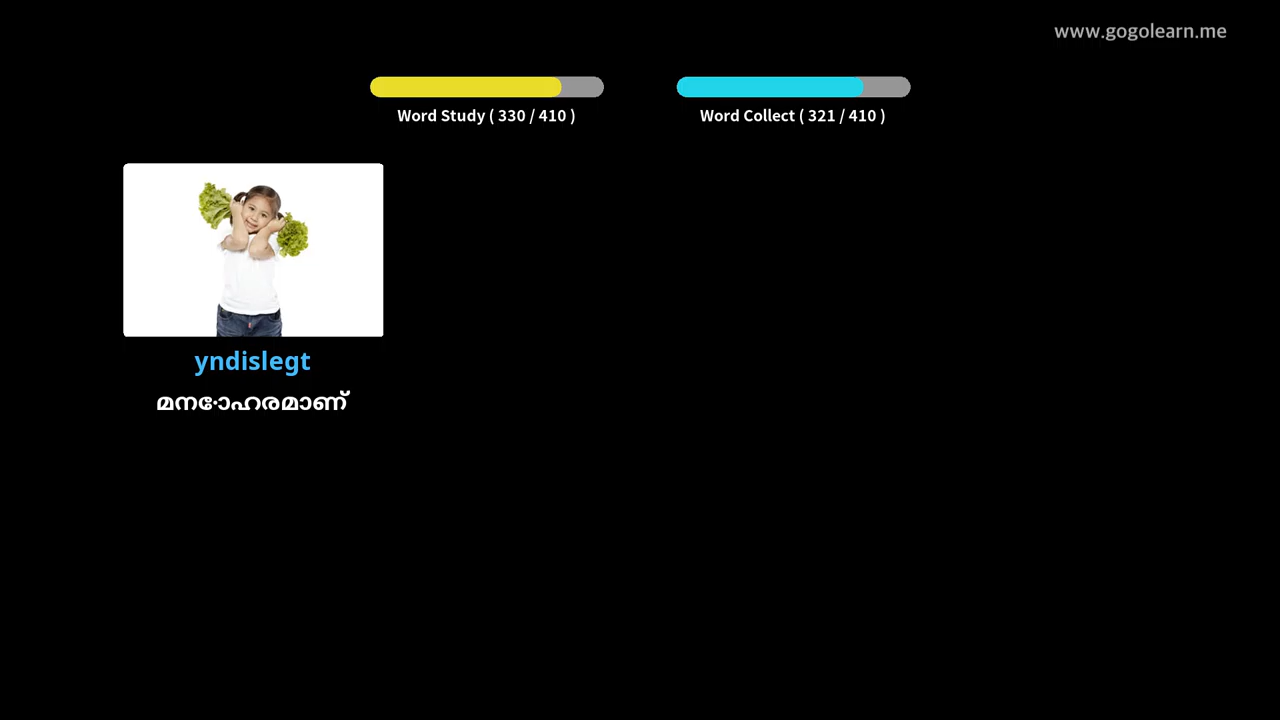 www.gogolearn.me
Word Study ( 330 / 410 )
Word Collect ( 321 / 410 )
yndislegt
മനോഹരമാണ്